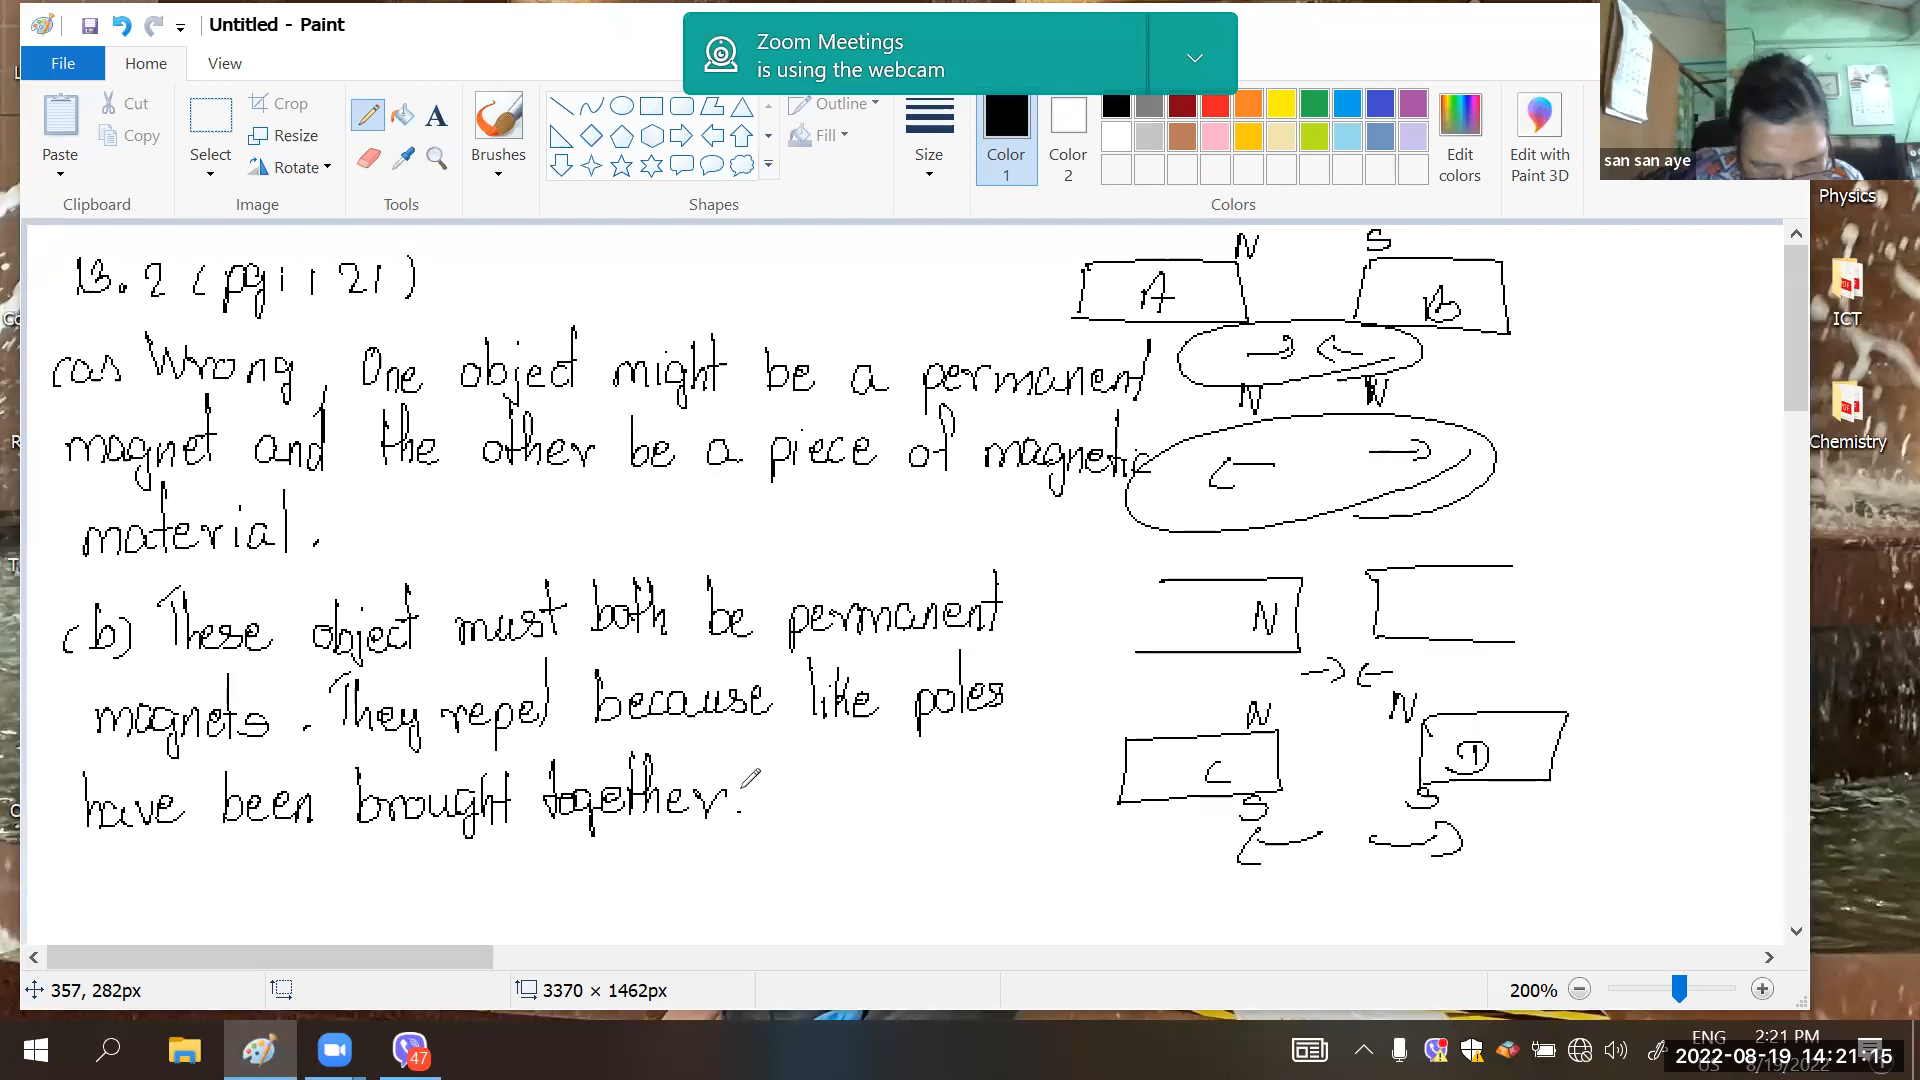 Untitled - Paint
Zoom Meetings
is using the webcam
File
Home
View
Paste
Cut
Copy
Clipboard
Select
Crop
Resize
Rotate
Image
A
Tools
Brushes
Outline
Fill
Shapes
Size
Color
1
Color
2
Edit
colors
Edit with
Paint 3D
Colors
san san aye
Physics
ICT
Chemistry
13.2 (pg 121)
(a) Wrong, One object might be a permanent
magnet and the other be a piece of magnetic
material.
(b) These object must both be permanent
magnets. They repel because like poles
have been brought together.
N S
A B
N N
N
N N
C D
S S
357, 282px
3370 × 1462px
200%
47
ENG
2:21 PM
2022-08-19 14:21:15
8/19/2022